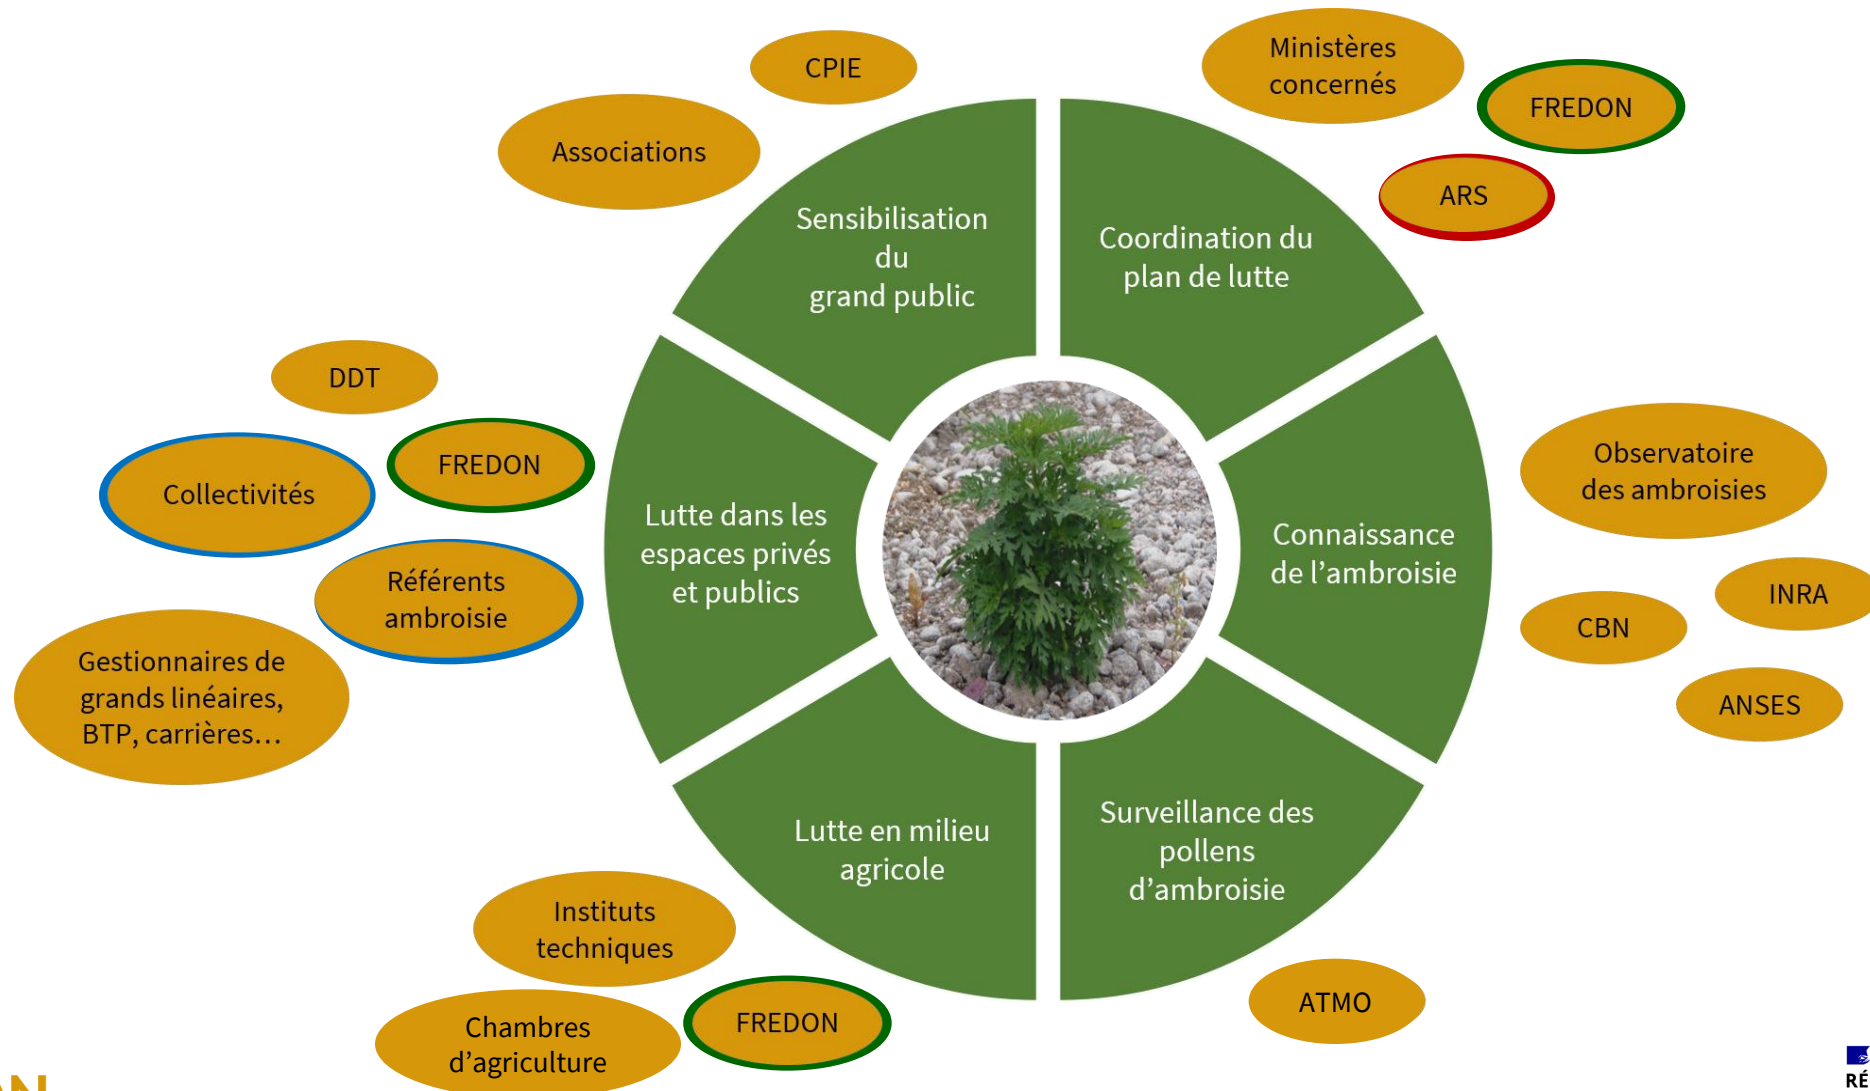 CPIE
Associations
Ministères
concernés
FREDON
ARS
Sensibilisation
du
grand public
Coordination du
plan de lutte
DDT
FREDON
Collectivités
Référents
ambroisie
Gestionnaires de
grands linéaires,
BTP, carrières…
Lutte dans les
espaces privés
et publics
Connaissance
de l’ambroisie
Observatoire
des ambroisies
INRA
CBN
ANSES
Lutte en milieu
agricole
Surveillance des
pollens
d’ambroisie
Instituts
techniques
Chambres
d’agriculture
FREDON
ATMO
RÉ